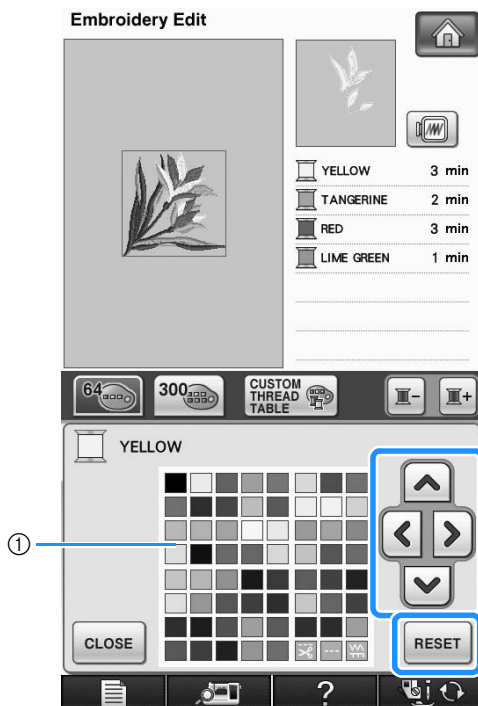 Embroidery Edit
YELLOW 3 min
TANGERINE 2 min
RED 3 min
LIME GREEN 1 min
64
300
CUSTOM
THREAD
TABLE
-
+
YELLOW
①
CLOSE
RESET
?